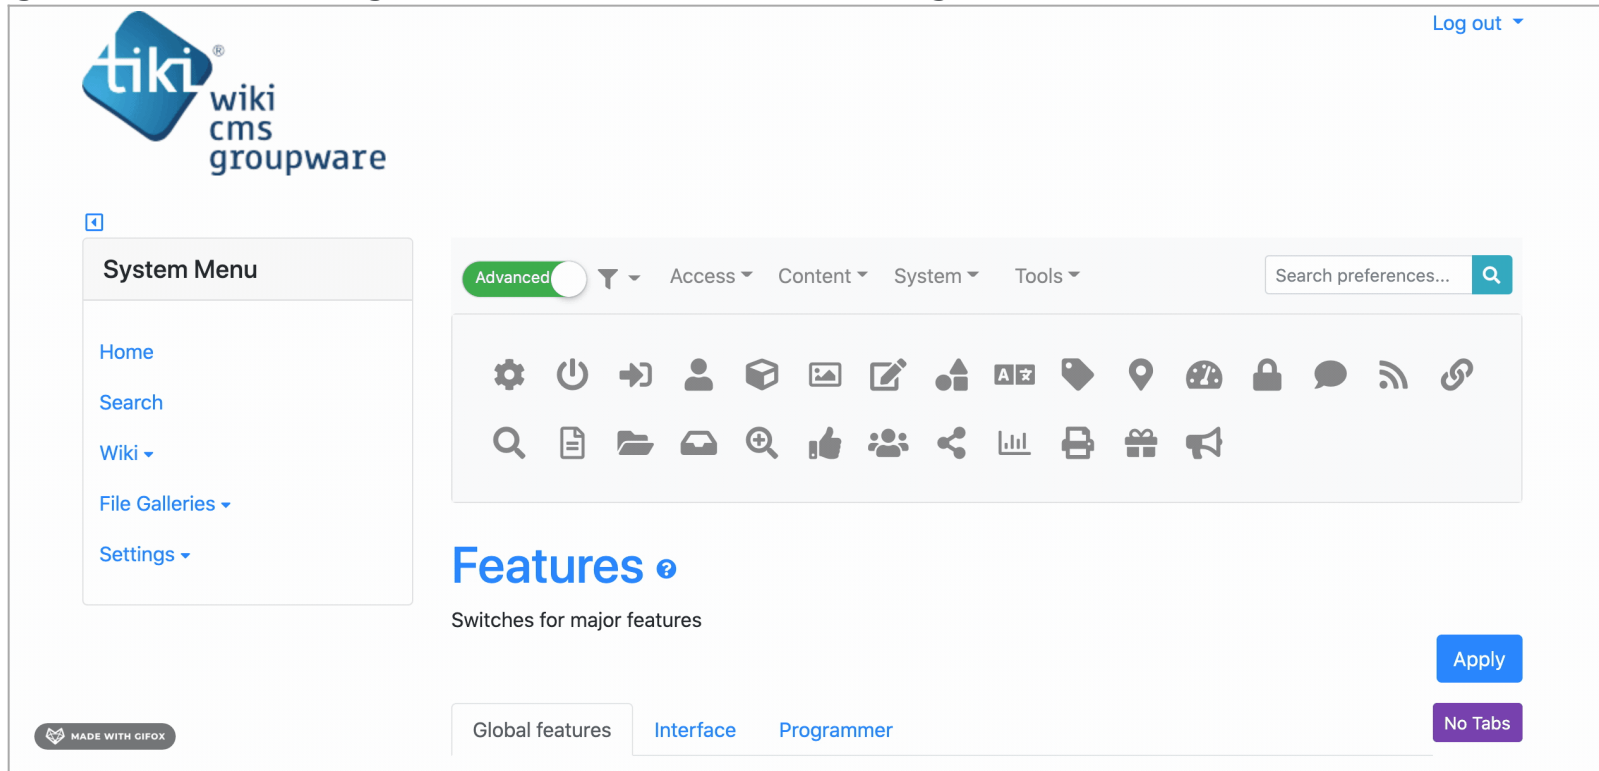 Log out
tiki®
wiki
cms
groupware
System Menu
Home
Search
Wiki
File Galleries
Settings
Advanced
Access
Content
System
Tools
Search preferences...
A
Features
Switches for major features
Apply
No Tabs
Global features
Interface
Programmer
MADE WITH GIFOX